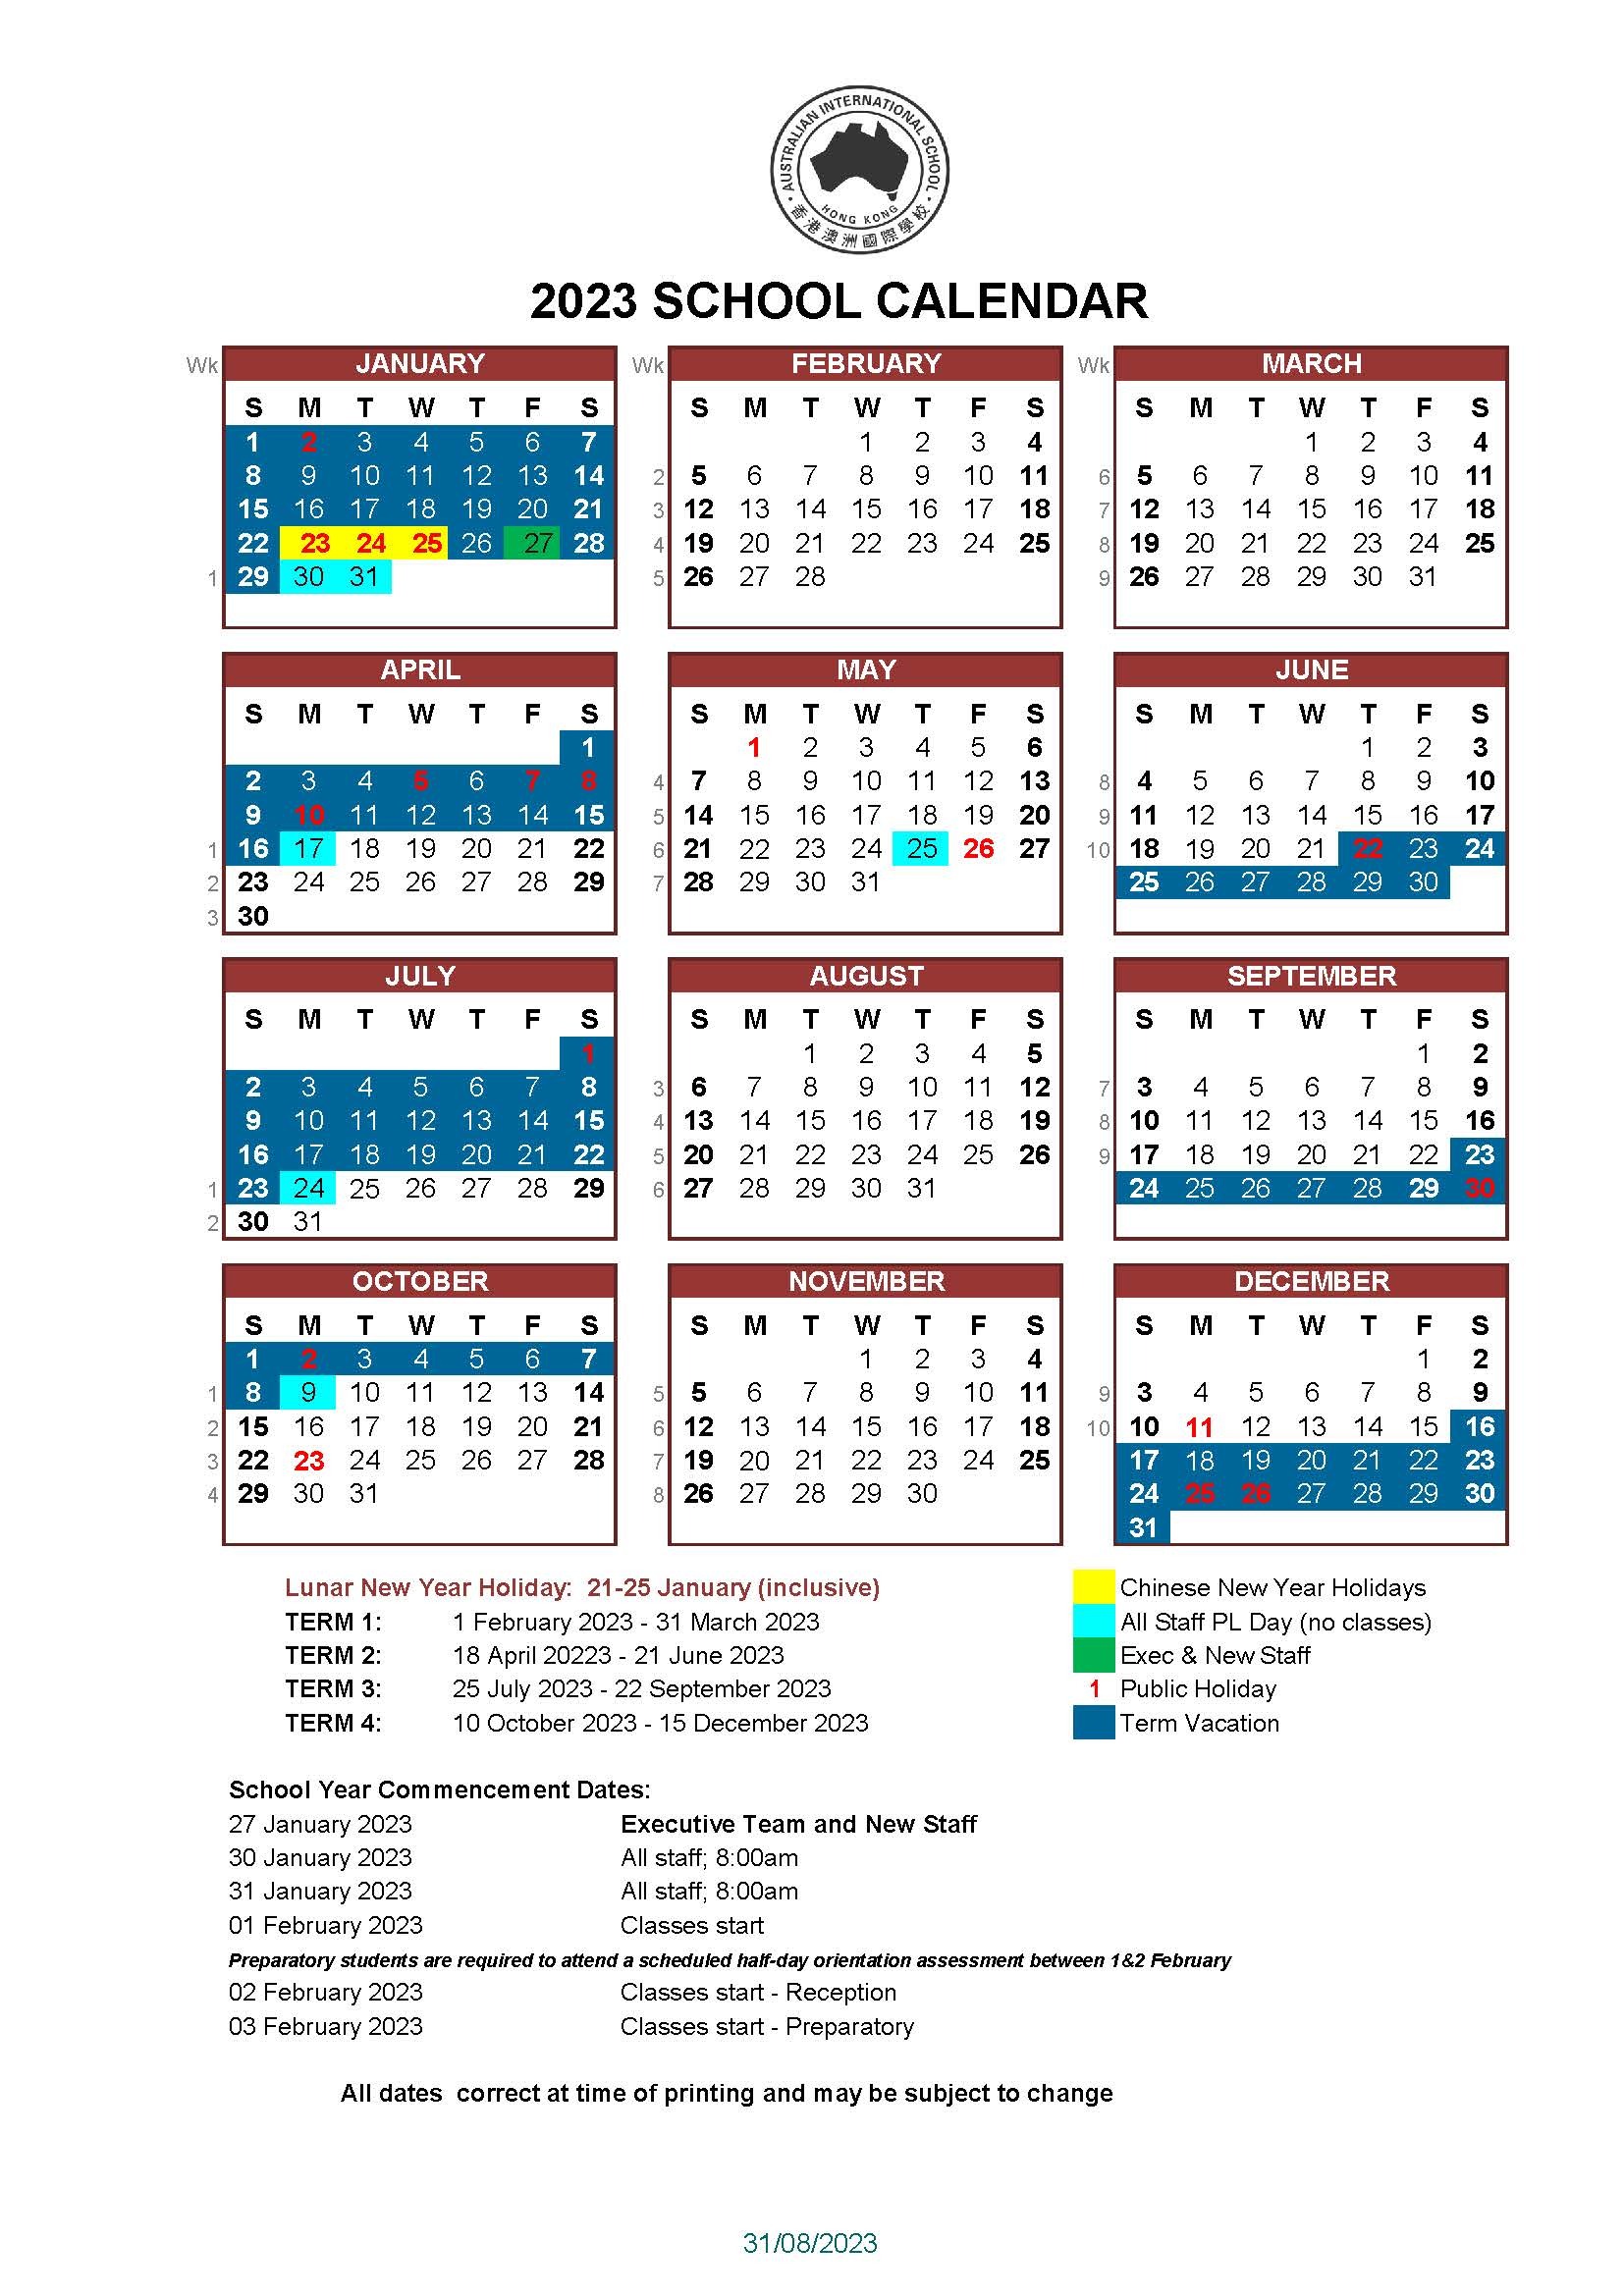 AUSTRALIAN INTERNATIONAL SCHOOL
HONG KONG
香港澳洲國際學校
2023 SCHOOL CALENDAR
Wk JANUARY Wk FEBRUARY Wk MARCH
S M T W T F S S M T W T F S S M T W T F S
1 2 3 4 5 6 7 1 2 3 4 1 2 3 4
8 9 10 11 12 13 14 2 5 6 7 8 9 10 11 6 5 6 7 8 9 10 11
15 16 17 18 19 20 21 3 12 13 14 15 16 17 18 7 12 13 14 15 16 17 18
22 23 24 25 26 27 28 4 19 20 21 22 23 24 25 8 19 20 21 22 23 24 25
1 29 30 31 5 26 27 28 9 26 27 28 29 30 31
APRIL MAY JUNE
S M T W T F S S M T W T F S S M T W T F S
1 1 2 3 4 5 6 1 2 3
2 3 4 5 6 7 8 4 7 8 9 10 11 12 13 8 4 5 6 7 8 9 10
9 10 11 12 13 14 15 5 14 15 16 17 18 19 20 9 11 12 13 14 15 16 17
1 16 17 18 19 20 21 22 6 21 22 23 24 25 26 27 10 18 19 20 21 22 23 24
2 23 24 25 26 27 28 29 7 28 29 30 31 25 26 27 28 29 30
3 30
JULY AUGUST SEPTEMBER
S M T W T F S S M T W T F S S M T W T F S
1 1 2 3 4 5 1 2
2 3 4 5 6 7 8 3 6 7 8 9 10 11 12 7 3 4 5 6 7 8 9
9 10 11 12 13 14 15 4 13 14 15 16 17 18 19 8 10 11 12 13 14 15 16
16 17 18 19 20 21 22 5 20 21 22 23 24 25 26 9 17 18 19 20 21 22 23
1 23 24 25 26 27 28 29 6 27 28 29 30 31 24 25 26 27 28 29 30
2 30 31
OCTOBER NOVEMBER DECEMBER
S M T W T F S S M T W T F S S M T W T F S
1 2 3 4 5 6 7 1 2 3 4 1 2
1 8 9 10 11 12 13 14 5 5 6 7 8 9 10 11 9 3 4 5 6 7 8 9
2 15 16 17 18 19 20 21 6 12 13 14 15 16 17 18 10 10 11 12 13 14 15 16
3 22 23 24 25 26 27 28 7 19 20 21 22 23 24 25 17 18 19 20 21 22 23
4 29 30 31 8 26 27 28 29 30 24 25 26 27 28 29 30
31
Lunar New Year Holiday: 21-25 January (inclusive) Chinese New Year Holidays
TERM 1: 1 February 2023 - 31 March 2023 All Staff PL Day (no classes)
TERM 2: 18 April 20223 - 21 June 2023 Exec & New Staff
TERM 3: 25 July 2023 - 22 September 2023 1 Public Holiday
TERM 4: 10 October 2023 - 15 December 2023 Term Vacation
School Year Commencement Dates:
27 January 2023 Executive Team and New Staff
30 January 2023 All staff; 8:00am
31 January 2023 All staff; 8:00am
01 February 2023 Classes start
Preparatory students are required to attend a scheduled half-day orientation assessment between 1&2 February
02 February 2023 Classes start - Reception
03 February 2023 Classes start - Preparatory
All dates correct at time of printing and may be subject to change
31/08/2023